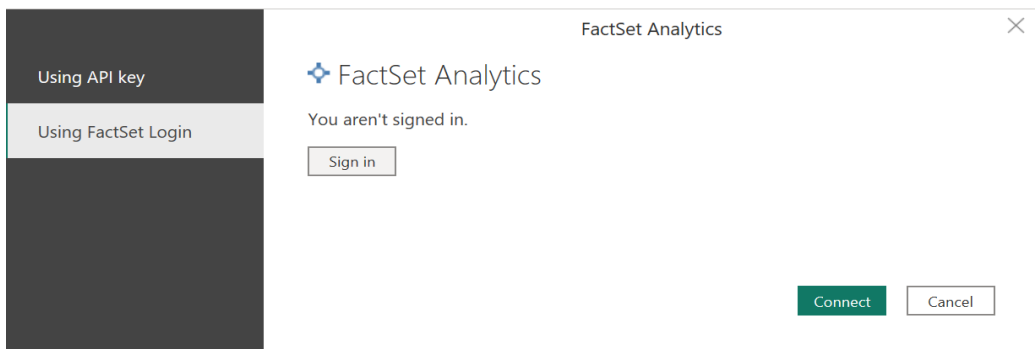 FactSet Analytics
Using API key
Using FactSet Login
FactSet Analytics
You aren't signed in.
Sign in
Connect
Cancel